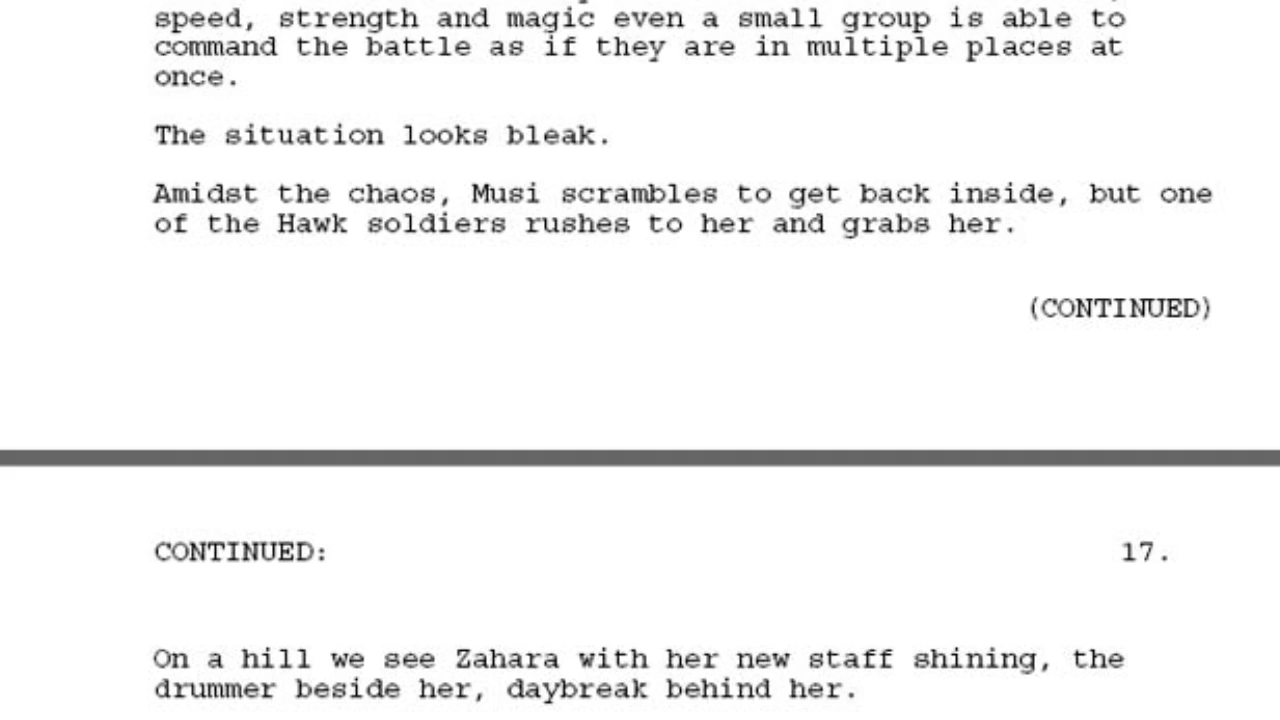 speed, strength and magic even a small group is able to
command the battle as if they are in multiple places at
once.
The situation looks bleak.
Amidst the chaos, Musi scrambles to get back inside, but one
of the Hawk soldiers rushes to her and grabs her.
(CONTINUED)
CONTINUED: 17.
On a hill we see Zahara with her new staff shining, the
drummer beside her, daybreak behind her.